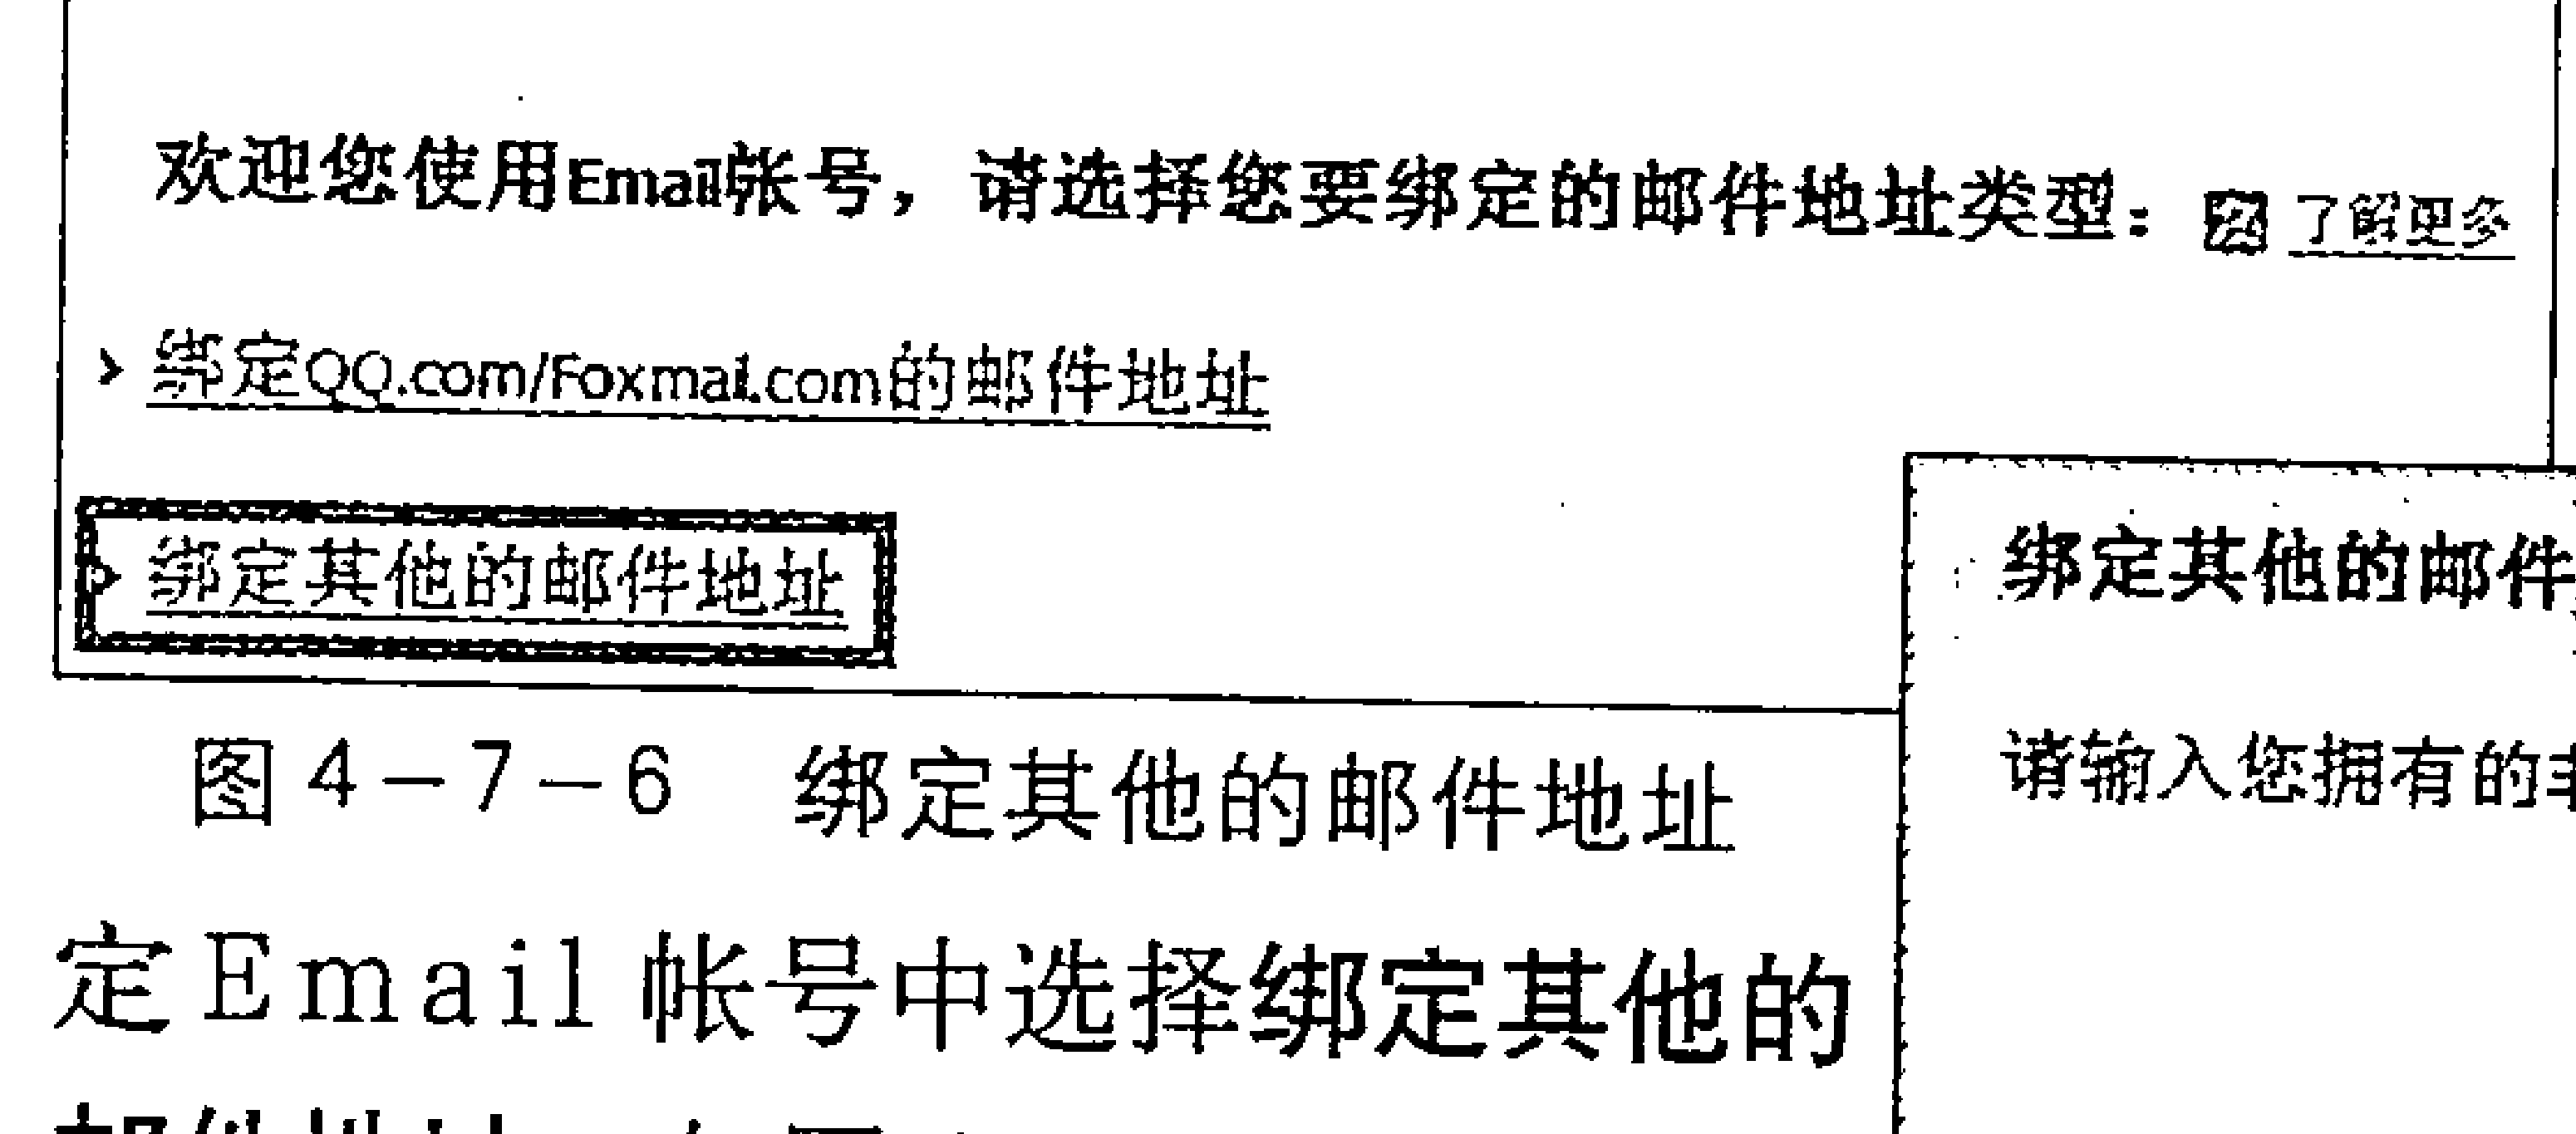 欢迎您使用Email帐号，请选择您要绑定的邮件地址类型： 了解更多
绑定QQ.com/Foxmail.com的邮件地址
绑定其他的邮件地址
图4-7-6 绑定其他的邮件地址
定Email帐号中选择绑定其他的
绑定其他的邮件
请输入您拥有的